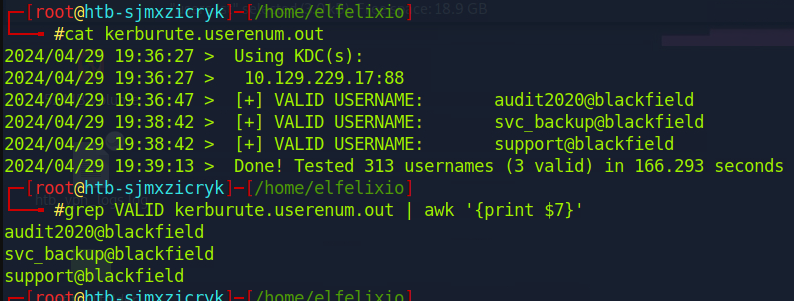 ┌─[root@htb-sjmxzicryk]─[/home/elfelixio]
└──╼ #cat kerburute.userenum.out
2024/04/29 19:36:27 >  Using KDC(s):
2024/04/29 19:36:27 >   10.129.229.17:88
2024/04/29 19:36:47 >  [+] VALID USERNAME:       audit2020@blackfield
2024/04/29 19:38:42 >  [+] VALID USERNAME:       svc_backup@blackfield
2024/04/29 19:38:42 >  [+] VALID USERNAME:       support@blackfield
2024/04/29 19:39:13 >  Done! Tested 313 usernames (3 valid) in 166.293 seconds
┌─[root@htb-sjmxzicryk]─[/home/elfelixio]
└──╼ #grep VALID kerburute.userenum.out | awk '{print $7}'
audit2020@blackfield
svc_backup@blackfield
support@blackfield
┌─[root@htb-sjmxzicryk]─[/home/elfelixio]